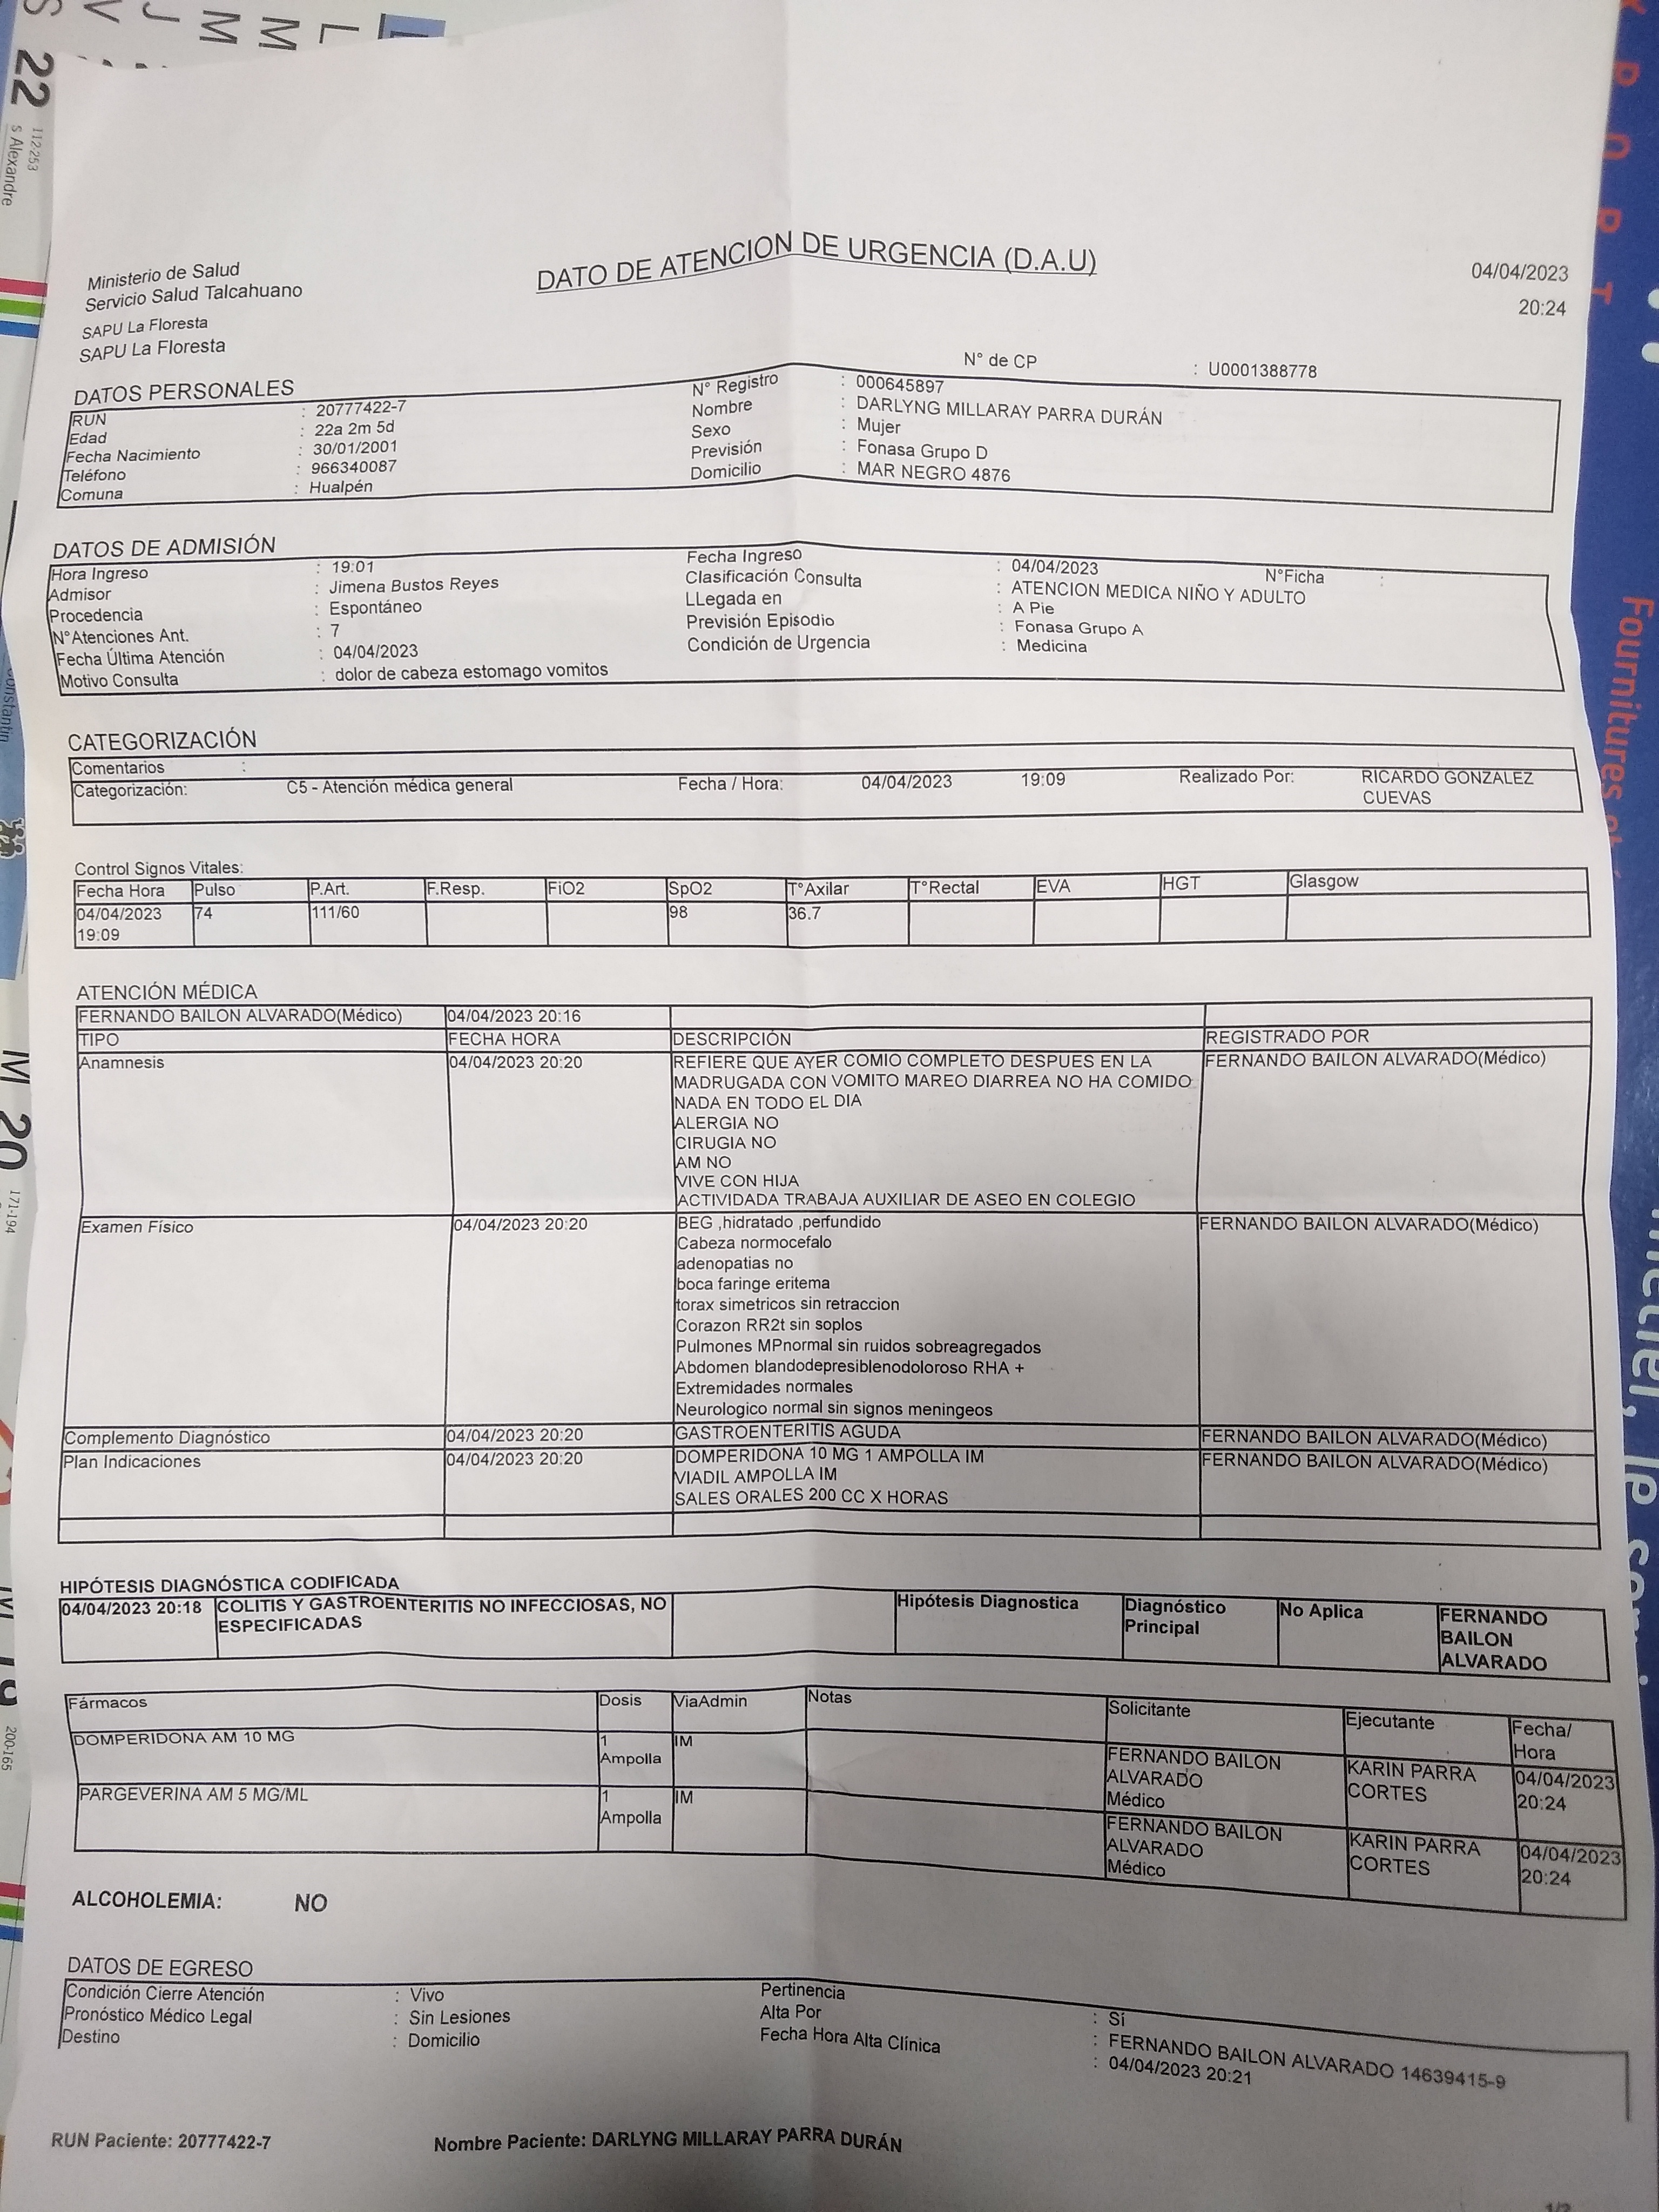 S V J M M L L
22
112-253
s Alexandre
Ministerio de Salud
Servicio Salud Talcahuano
SAPU La Floresta
SAPU La Floresta
DATO DE ATENCION DE URGENCIA (D.A.U)
04/04/2023
20:24
N° de CP : U0001388778
DATOS PERSONALES
RUN : 20777422-7 N° Registro : 000645897
Edad : 22a 2m 5d Nombre : DARLYNG MILLARAY PARRA DURÁN
Fecha Nacimiento : 30/01/2001 Sexo : Mujer
Teléfono : 966340087 Previsión : Fonasa Grupo D
Comuna : Hualpén Domicilio : MAR NEGRO 4876
DATOS DE ADMISIÓN
Hora Ingreso : 19:01 Fecha Ingreso : 04/04/2023 N°Ficha :
Admisor : Jimena Bustos Reyes Clasificación Consulta : ATENCION MEDICA NIÑO Y ADULTO
Procedencia : Espontáneo LLegada en : A Pie
N°Atenciones Ant. : 7 Previsión Episodio : Fonasa Grupo A
Fecha Última Atención : 04/04/2023 Condición de Urgencia : Medicina
Motivo Consulta : dolor de cabeza estomago vomitos
CATEGORIZACIÓN
Comentarios :
Categorización: C5 - Atención médica general Fecha / Hora: 04/04/2023 19:09 Realizado Por: RICARDO GONZALEZ
CUEVAS
Control Signos Vitales:
Fecha Hora Pulso P.Art. F.Resp. FiO2 SpO2 T°Axilar T°Rectal EVA HGT Glasgow
04/04/2023 74 111/60 98 36.7
19:09
ATENCIÓN MÉDICA
FERNANDO BAILON ALVARADO(Médico) 04/04/2023 20:16
TIPO FECHA HORA DESCRIPCIÓN REGISTRADO POR
Anamnesis 04/04/2023 20:20 REFIERE QUE AYER COMIO COMPLETO DESPUES EN LA FERNANDO BAILON ALVARADO(Médico)
MADRUGADA CON VOMITO MAREO DIARREA NO HA COMIDO
NADA EN TODO EL DIA
ALERGIA NO
CIRUGIA NO
AM NO
VIVE CON HIJA
ACTIVIDADA TRABAJA AUXILIAR DE ASEO EN COLEGIO
Examen Físico 04/04/2023 20:20 BEG ,hidratado ,perfundido FERNANDO BAILON ALVARADO(Médico)
Cabeza normocefalo
adenopatias no
boca faringe eritema
torax simetricos sin retraccion
Corazon RR2t sin soplos
Pulmones MPnormal sin ruidos sobreagregados
Abdomen blandodepresiblenodoloroso RHA +
Extremidades normales
Neurologico normal sin signos meningeos
Complemento Diagnóstico 04/04/2023 20:20 GASTROENTERITIS AGUDA FERNANDO BAILON ALVARADO(Médico)
Plan Indicaciones 04/04/2023 20:20 DOMPERIDONA 10 MG 1 AMPOLLA IM FERNANDO BAILON ALVARADO(Médico)
VIADIL AMPOLLA IM
SALES ORALES 200 CC X HORAS
HIPÓTESIS DIAGNÓSTICA CODIFICADA
04/04/2023 20:18 COLITIS Y GASTROENTERITIS NO INFECCIOSAS, NO Hipótesis Diagnostica Diagnóstico No Aplica FERNANDO
ESPECIFICADAS Principal BAILON
ALVARADO
Fármacos Dosis ViaAdmin Notas Solicitante Ejecutante Fecha/
Hora
DOMPERIDONA AM 10 MG 1 IM FERNANDO BAILON KARIN PARRA 04/04/2023
Ampolla ALVARADO CORTES 20:24
Médico
PARGEVERINA AM 5 MG/ML 1 IM FERNANDO BAILON KARIN PARRA 04/04/2023
Ampolla ALVARADO CORTES 20:24
Médico
ALCOHOLEMIA: NO
DATOS DE EGRESO
Condición Cierre Atención : Vivo Pertinencia : Sí
Pronóstico Médico Legal : Sin Lesiones Alta Por : FERNANDO BAILON ALVARADO 14639415-9
Destino : Domicilio Fecha Hora Alta Clínica : 04/04/2023 20:21
RUN Paciente: 20777422-7 Nombre Paciente: DARLYNG MILLARAY PARRA DURÁN
M 20
171-194
200-165
Fournitures